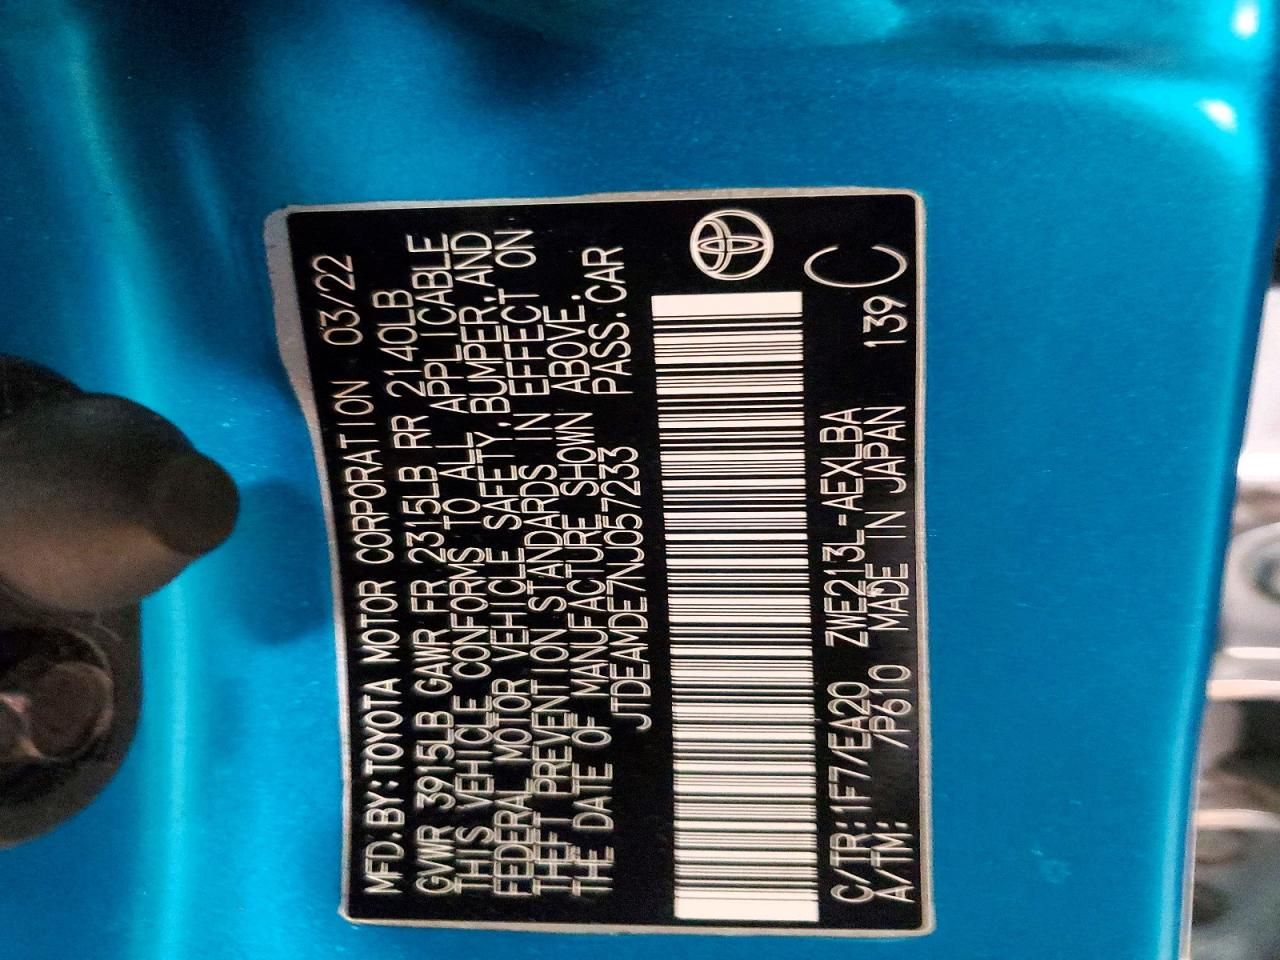 MFD.BY:TOYOTA MOTOR CORPORATION 03/22
GVWR 3915LB GAWR FR 2315LB RR 2140LB
THIS VEHICLE CONFORMS TO ALL APPLICABLE
FEDERAL MOTOR VEHICLE SAFETY,BUMPER,AND
THEFT PREVENTION STANDARDS IN EFFECT ON
THE DATE OF MANUFACTURE SHOWN ABOVE.
JTDEAMDE7NJ057233 PASS.CAR
C/TR:1F7/EA20 ZWE213L-AEXLBA
A/TM: /P610 MADE IN JAPAN 139 C